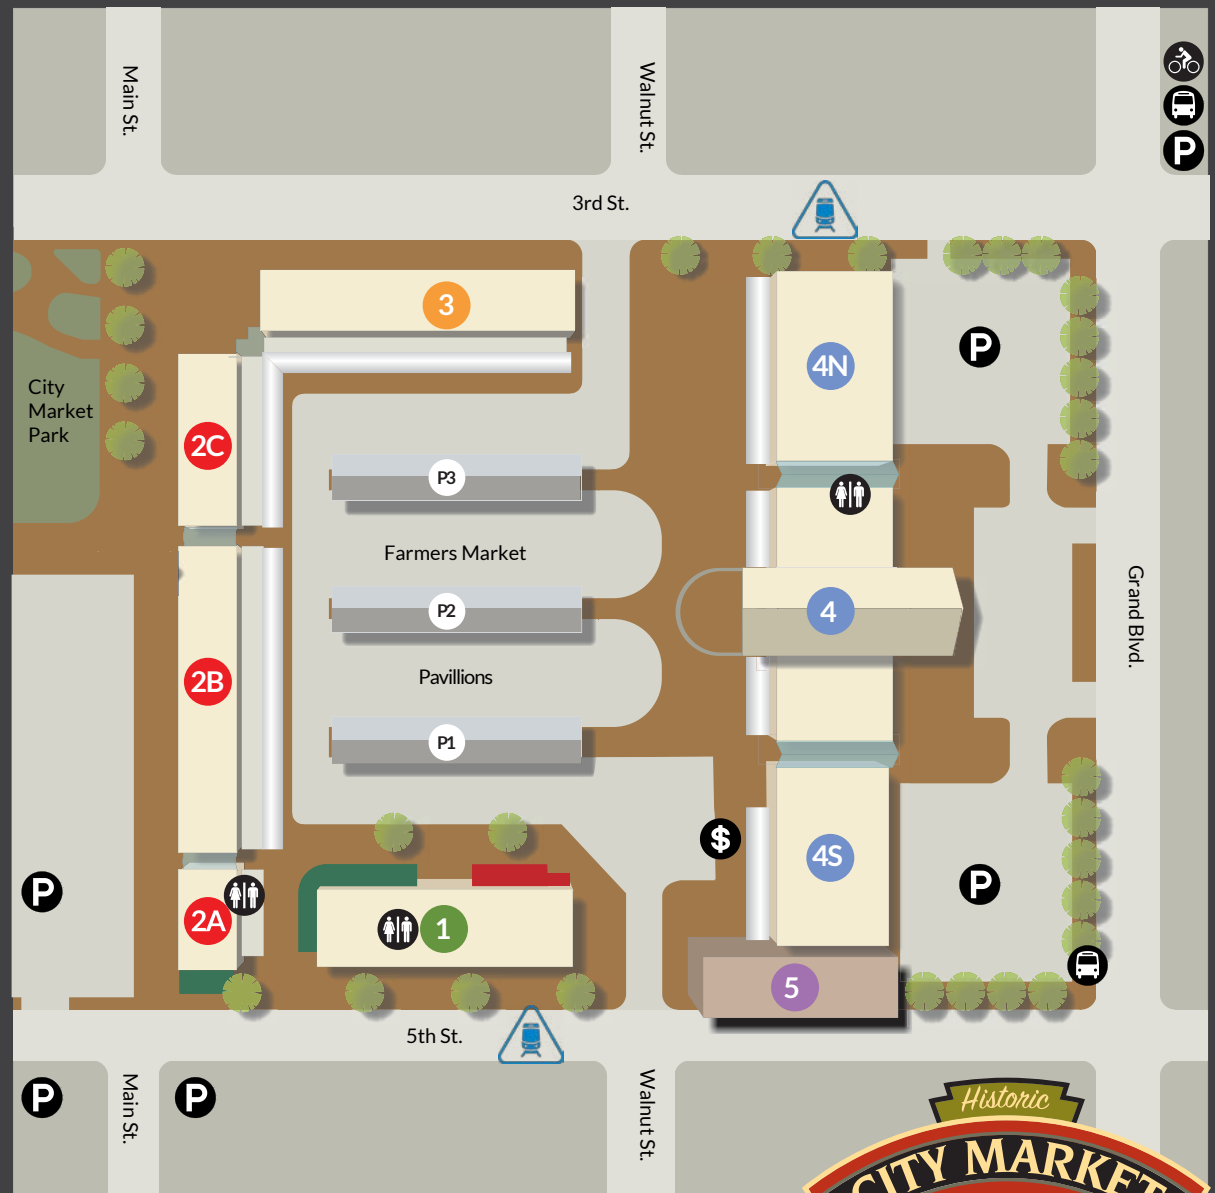 Main St.
Walnut St.
P
3rd St.
3
4N
P
City
Market
Park
2C
P3
Farmers Market
P2
4
Grand Blvd.
2B
Pavillions
P1
$
4S
P
P
2A
1
5
5th St.
P
Main St.
P
Walnut St.
Historic
CITY MARKET